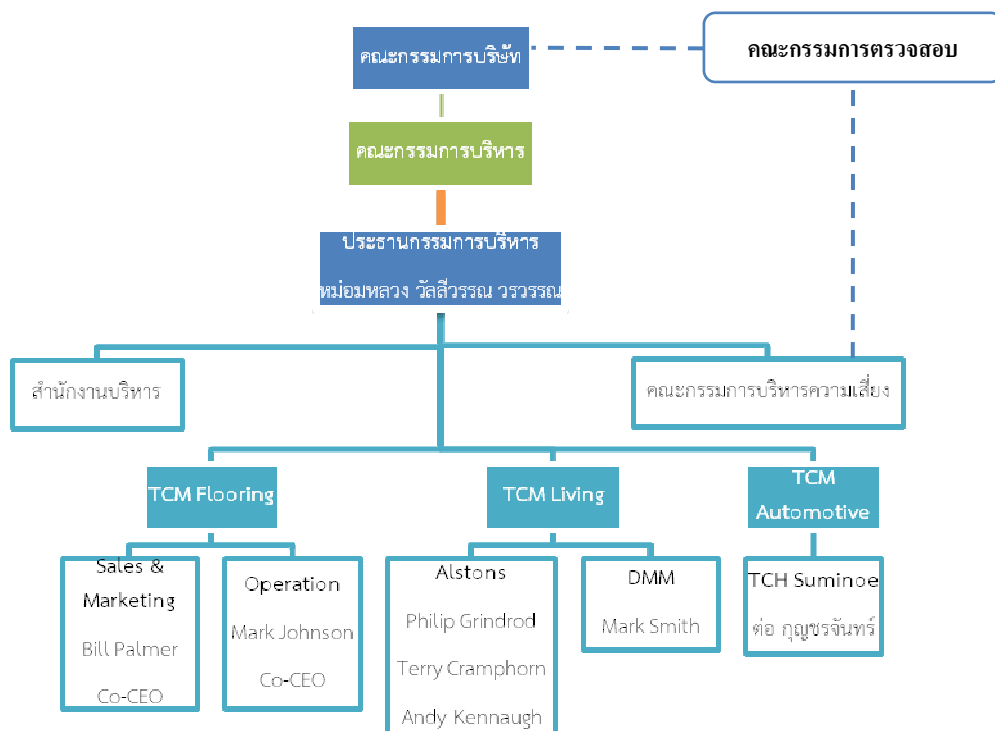 คณะกรรมการบริษัท
คณะกรรมการตรวจสอบ
คณะกรรมการบริหาร
ประธานกรรมการบริหาร
หม่อมหลวง วัลลีวรรณ วรวรรณ
สำนักงานบริหาร
คณะกรรมการบริหารความเสี่ยง
TCM Flooring
TCM Living
TCM
Automotive
Sales &
Marketing
Bill Palmer
Co-CEO
Operation
Mark Johnson
Co-CEO
Alstons
Philip Grindrod
Terry Cramphorn
Andy Kennaugh
DMM
Mark Smith
TCH Suminoe
ต่อ กุญชรจันทร์